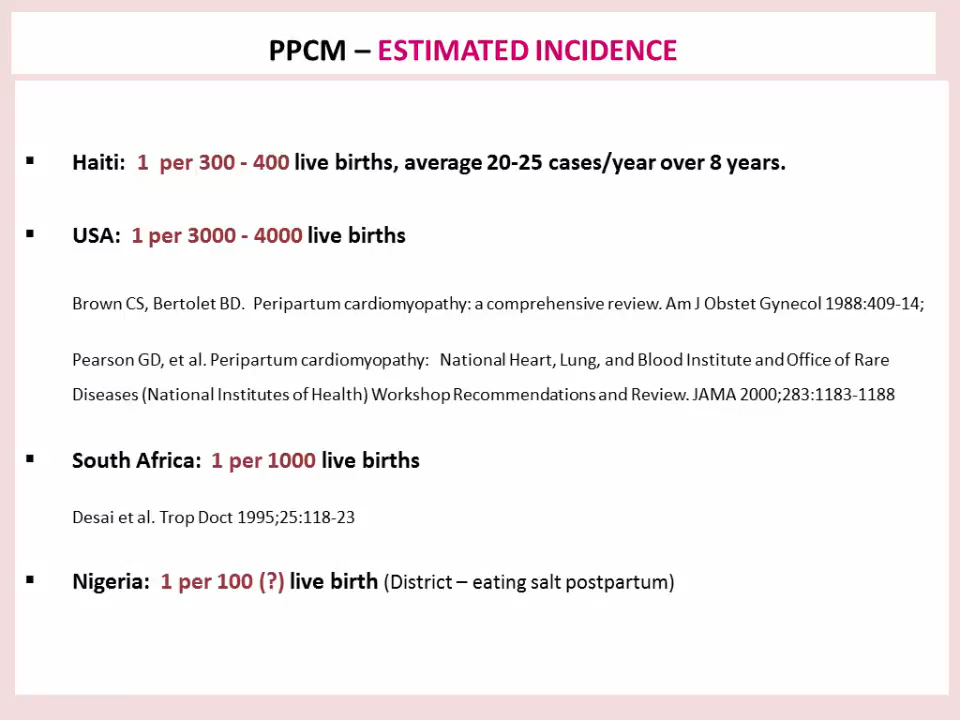 PPCM – ESTIMATED INCIDENCE
▪ Haiti: 1 per 300 - 400 live births, average 20-25 cases/year over 8 years.
▪ USA: 1 per 3000 - 4000 live births
Brown CS, Bertolet BD. Peripartum cardiomyopathy: a comprehensive review. Am J Obstet Gynecol 1988:409-14;
Pearson GD, et al. Peripartum cardiomyopathy: National Heart, Lung, and Blood Institute and Office of Rare
Diseases (National Institutes of Health) Workshop Recommendations and Review. JAMA 2000;283:1183-1188
▪ South Africa: 1 per 1000 live births
Desai et al. Trop Doct 1995;25:118-23
▪ Nigeria: 1 per 100 (?) live birth (District – eating salt postpartum)